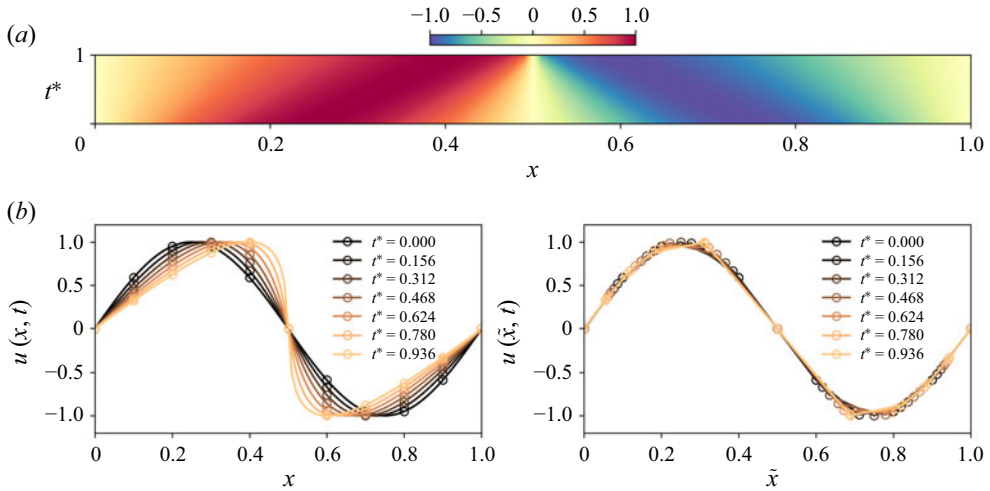 (a)
−1.0 −0.5 0 0.5 1.0
1
t*
0
0 0.2 0.4 0.6 0.8 1.0
x
(b)
1.0
0.5
0
−0.5
−1.0
u (x, t)
t* = 0.000
t* = 0.156
t* = 0.312
t* = 0.468
t* = 0.624
t* = 0.780
t* = 0.936
0 0.2 0.4 0.6 0.8 1.0
x
1.0
0.5
0
−0.5
−1.0
u (x̃, t)
t* = 0.000
t* = 0.156
t* = 0.312
t* = 0.468
t* = 0.624
t* = 0.780
t* = 0.936
0 0.2 0.4 0.6 0.8 1.0
x̃